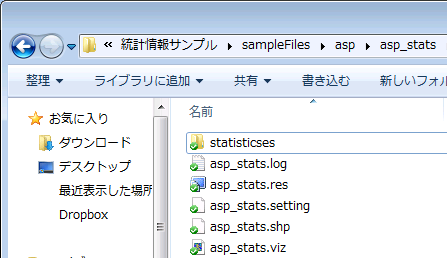 « 統計情報サンプル ▸ sampleFiles ▸ asp ▸ asp_stats
整理 ▼ ライブラリに追加 ▼ 共有 ▼ 書き込む 新しいフォル
お気に入り
ダウンロード
デスクトップ
最近表示した場所
Dropbox
名前
statisticses
asp_stats.log
asp_stats.res
asp_stats.setting
asp_stats.shp
asp_stats.viz